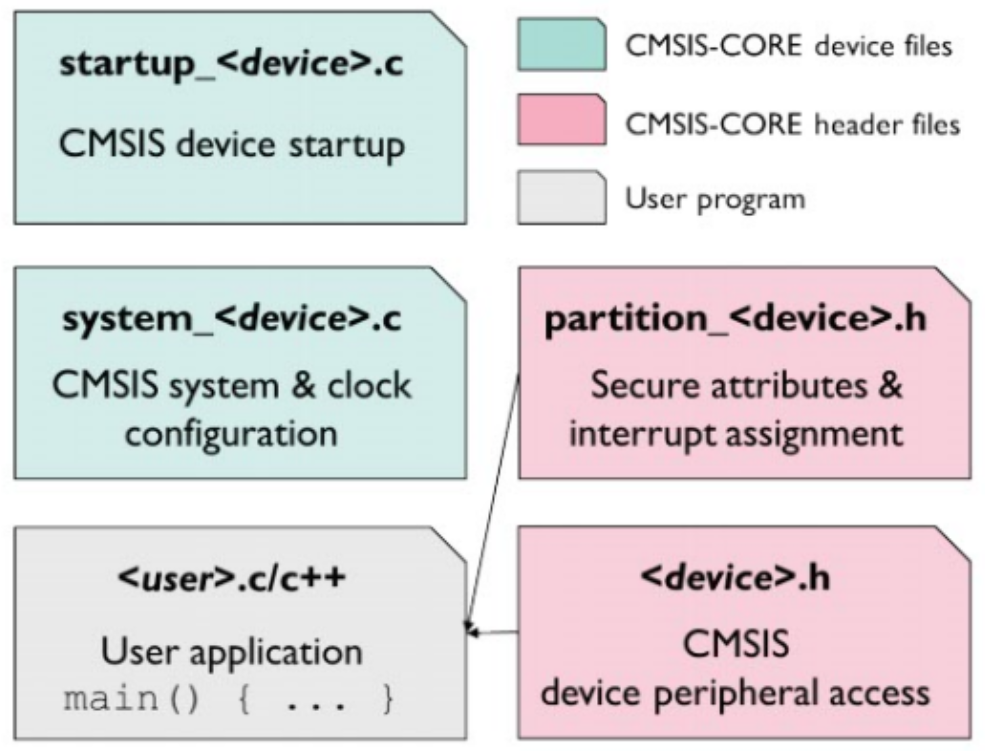 startup_<device>.c
CMSIS device startup
CMSIS-CORE device files
CMSIS-CORE header files
User program
system_<device>.c
CMSIS system & clock
configuration
partition_<device>.h
Secure attributes &
interrupt assignment
<user>.c/c++
User application
main() { ... }
<device>.h
CMSIS
device peripheral access